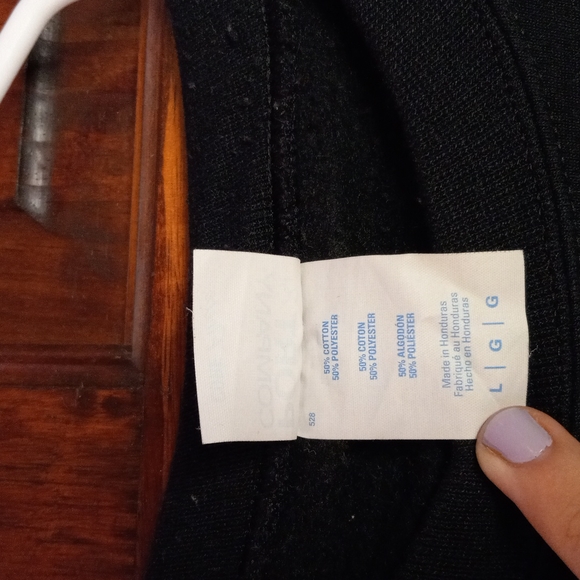 50% COTTON
50% POLYESTER
50% COTON
50% POLYESTER
50% ALGODÓN
50% POLIÉSTER
Made in Honduras
Fabriqué au Honduras
Hecho en Honduras
L | G | G
S28